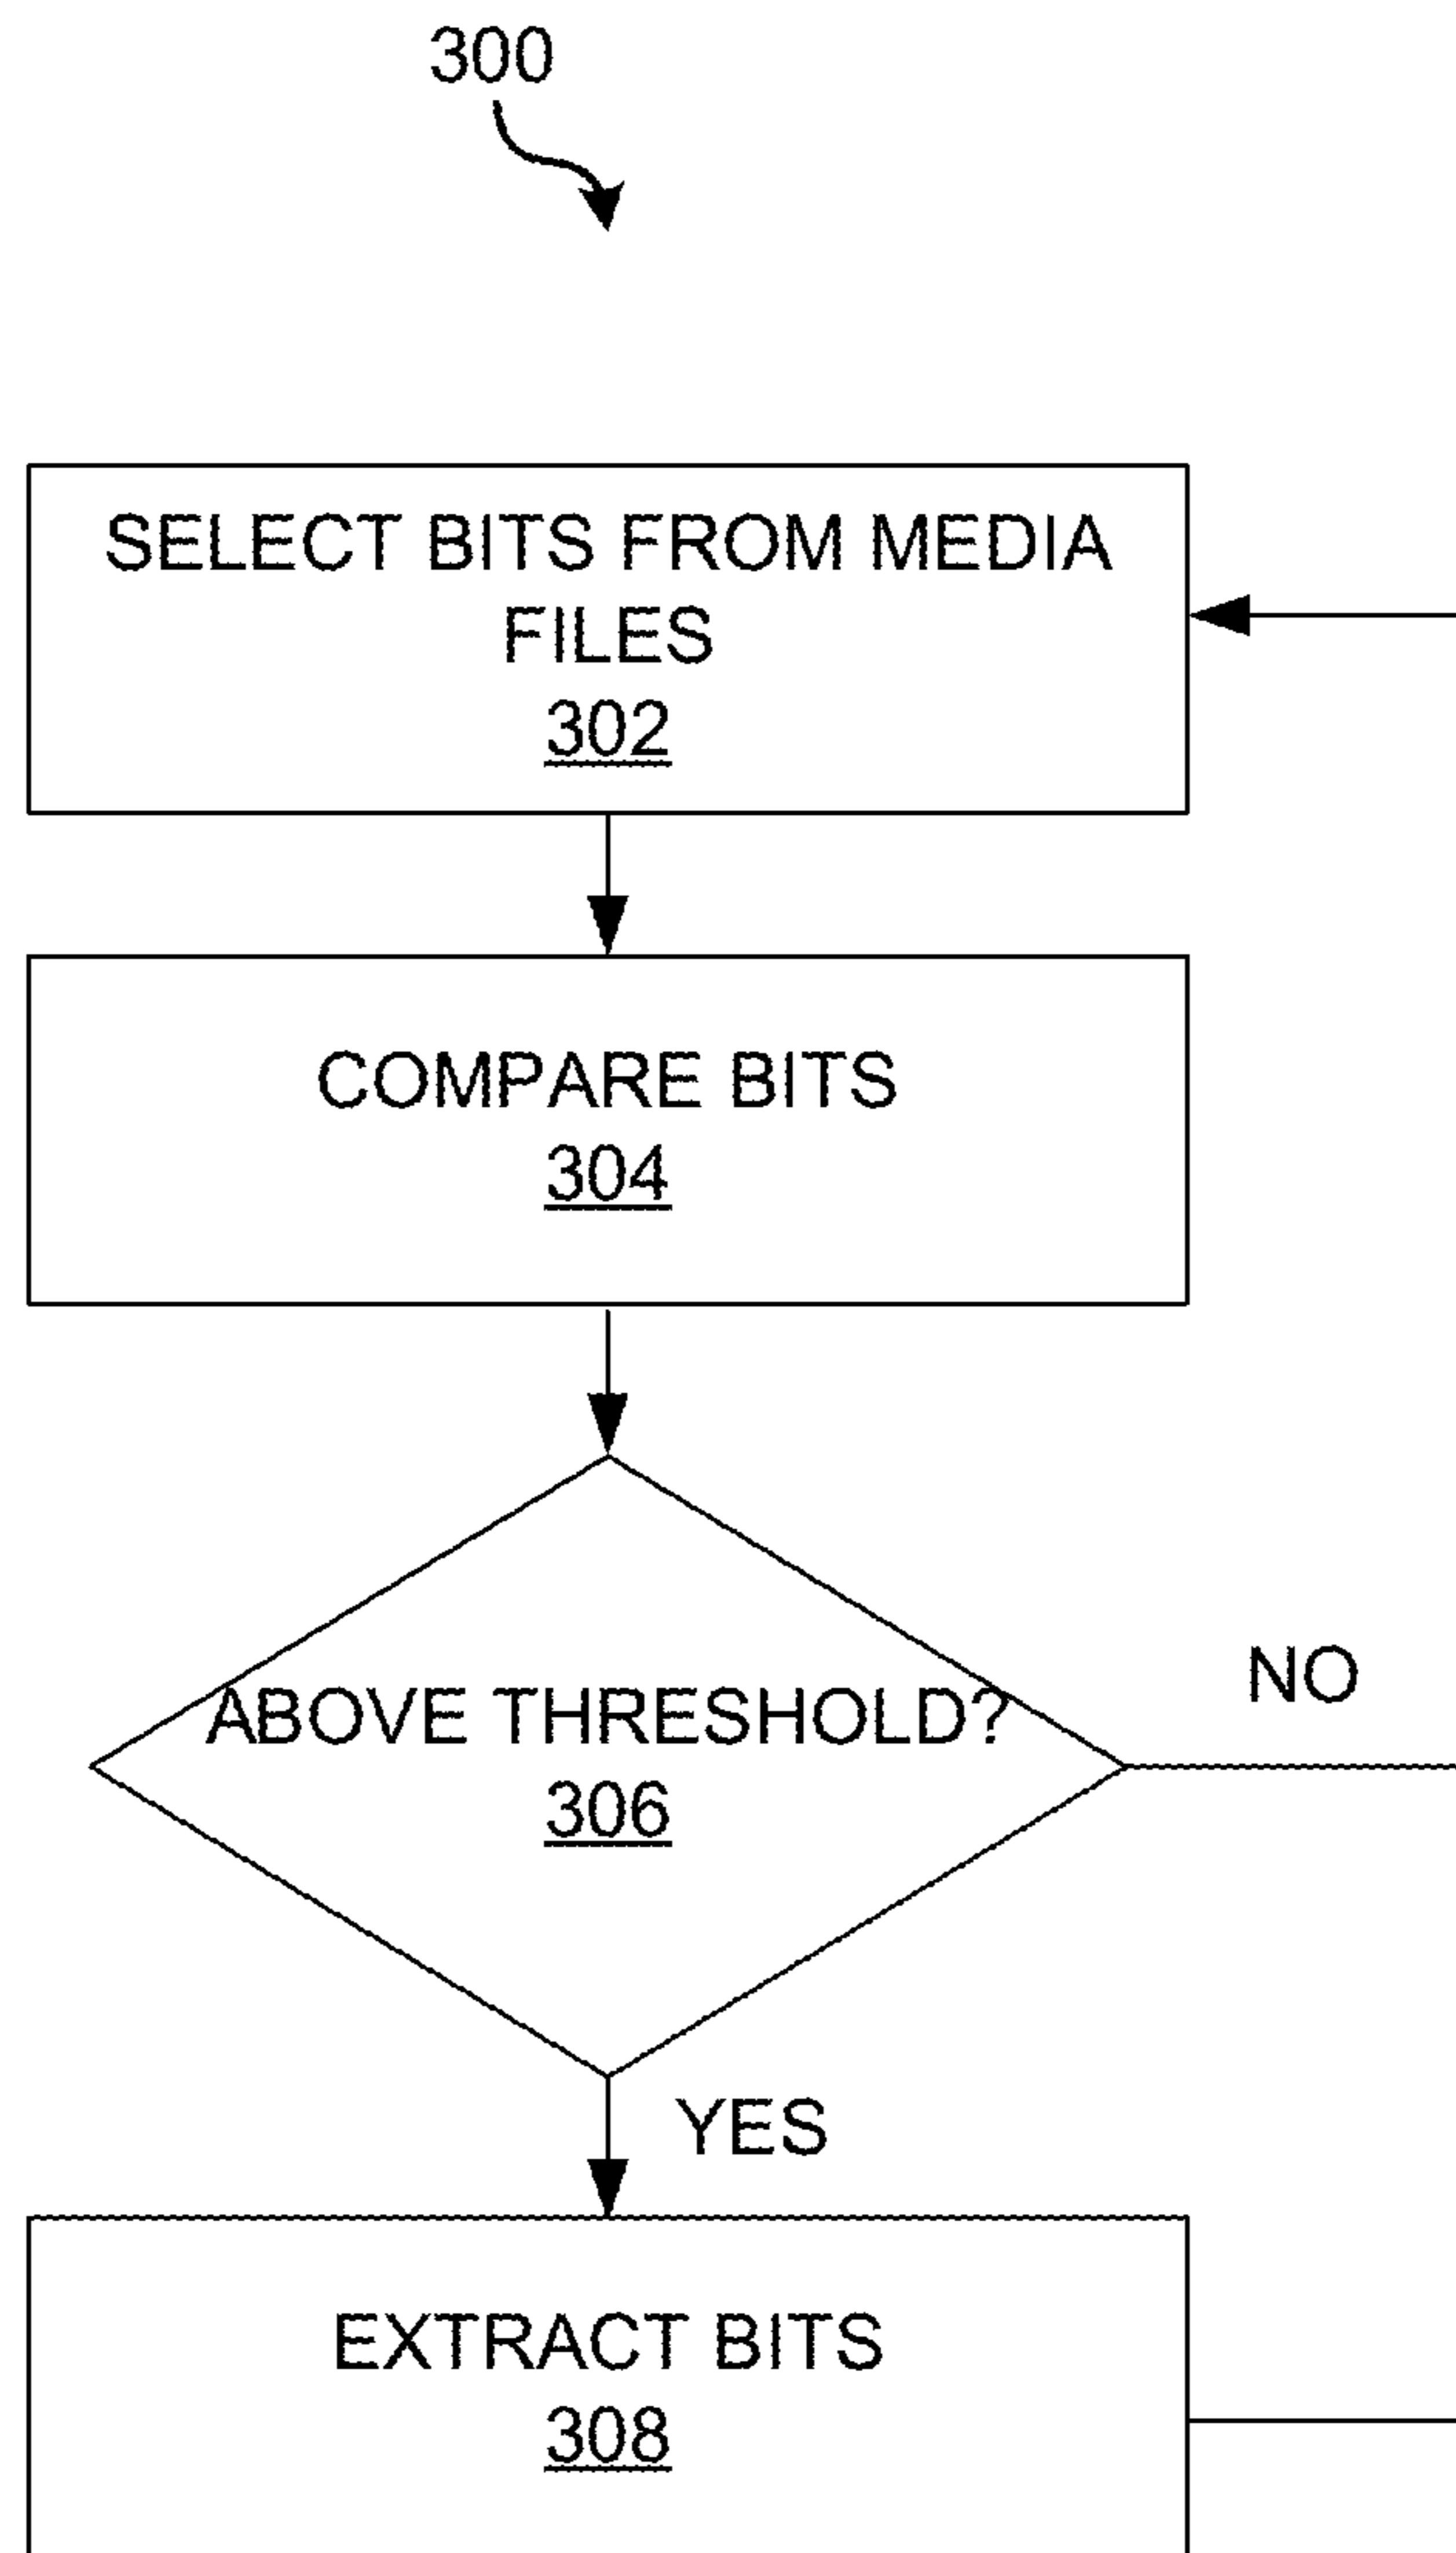 300
SELECT BITS FROM MEDIA
FILES
302
COMPARE BITS
304
ABOVE THRESHOLD?
306
NO
YES
EXTRACT BITS
308